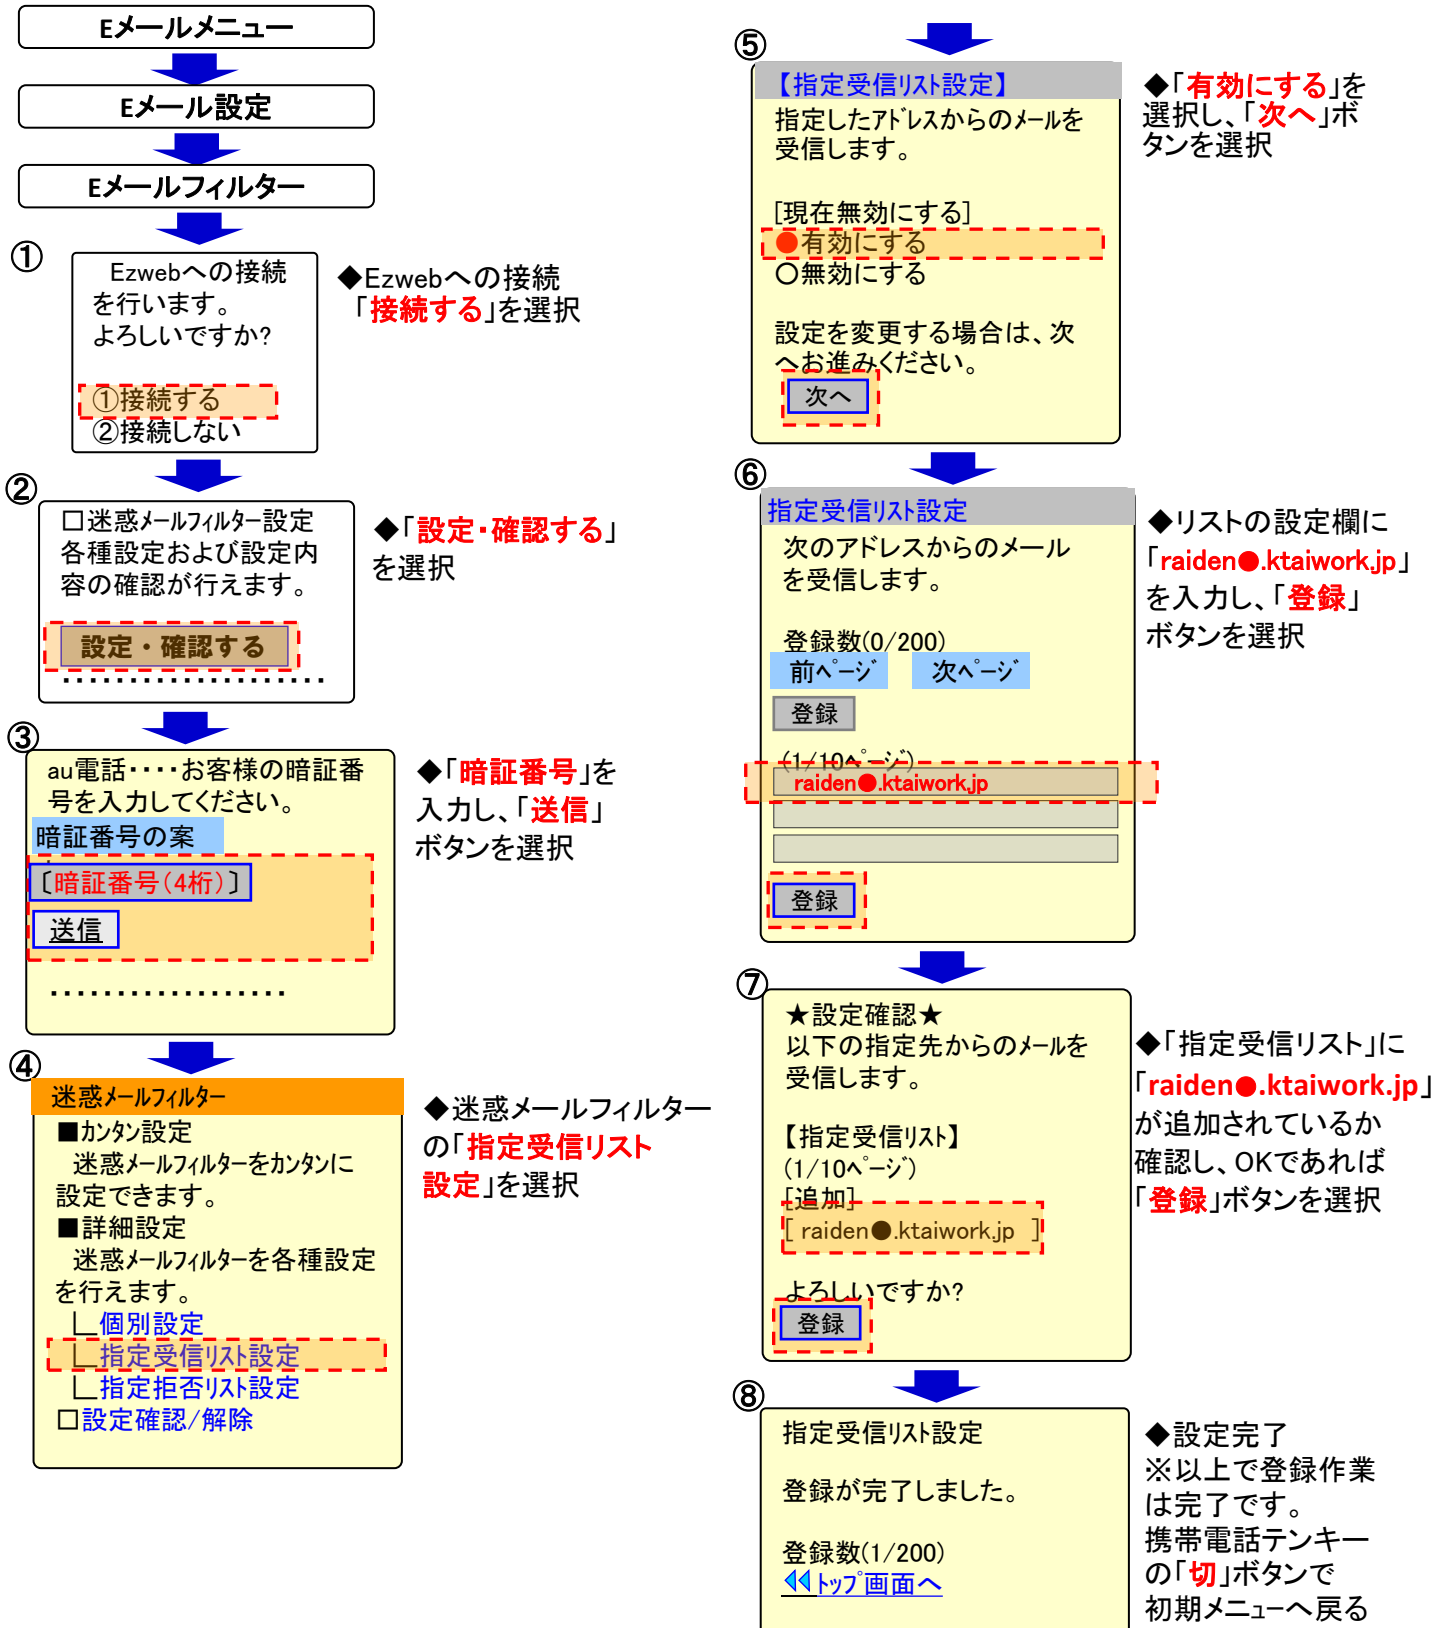 Eメールメニュー
Eメール設定
Eメールフィルター
①
Ezwebへの接続
を行います。
よろしいですか?
①接続する
②接続しない
◆Ezwebへの接続
「接続する」を選択
②
□迷惑ﾒｰﾙﾌｨﾙﾀｰ設定
各種設定および設定内
容の確認が行えます。
設定・確認する
・・・・・・・・・・・・・・・・・・・・
◆「設定・確認する」
を選択
③
au電話・・・・お客様の暗証番
号を入力してください。
暗証番号の案
〔暗証番号(4桁)〕
送信
・・・・・・・・・・・・・・・・・・
◆「暗証番号」を
入力し、「送信」
ボタンを選択
④
迷惑ﾒｰﾙﾌｨﾙﾀｰ
■ｶﾝﾀﾝ設定
迷惑ﾒｰﾙﾌｨﾙﾀｰをｶﾝﾀﾝに
設定できます。
■詳細設定
迷惑ﾒｰﾙﾌｨﾙﾀｰを各種設定
を行えます。
∟個別設定
∟指定受信ﾘｽﾄ設定
∟指定拒否ﾘｽﾄ設定
□設定確認/解除
◆迷惑メールフィルター
の「指定受信リスト
設定」を選択
⑤
【指定受信ﾘｽﾄ設定】
指定したｱﾄﾞﾚｽからのﾒｰﾙを
受信します。
[現在無効にする]
●有効にする
○無効にする
設定を変更する場合は、次
へお進みください。
次へ
◆「有効にする」を
選択し、「次へ」ボ
タンを選択
⑥
指定受信ﾘｽﾄ設定
次のアドレスからのメール
を受信します。
登録数(0/200)
前ﾍﾟｰｼﾞ 次ﾍﾟｰｼﾞ
登録
(1/10ﾍﾟｰｼﾞ)
raiden●.ktaiwork.jp
登録
◆リストの設定欄に
「raiden●.ktaiwork.jp」
を入力し、「登録」
ボタンを選択
⑦
★設定確認★
以下の指定先からのﾒｰﾙを
受信します。
【指定受信ﾘｽﾄ】
(1/10ﾍﾟｰｼﾞ)
[追加]
[ raiden●.ktaiwork.jp ]
よろしいですか?
登録
◆「指定受信リスト」に
「raiden●.ktaiwork.jp」
が追加されているか
確認し、OKであれば
「登録」ボタンを選択
⑧
指定受信ﾘｽﾄ設定
登録が完了しました。
登録数(1/200)
ﾄｯﾌﾟ画面へ
◆設定完了
※以上で登録作業
は完了です。
携帯電話テンキー
の「切」ボタンで
初期メニューへ戻る